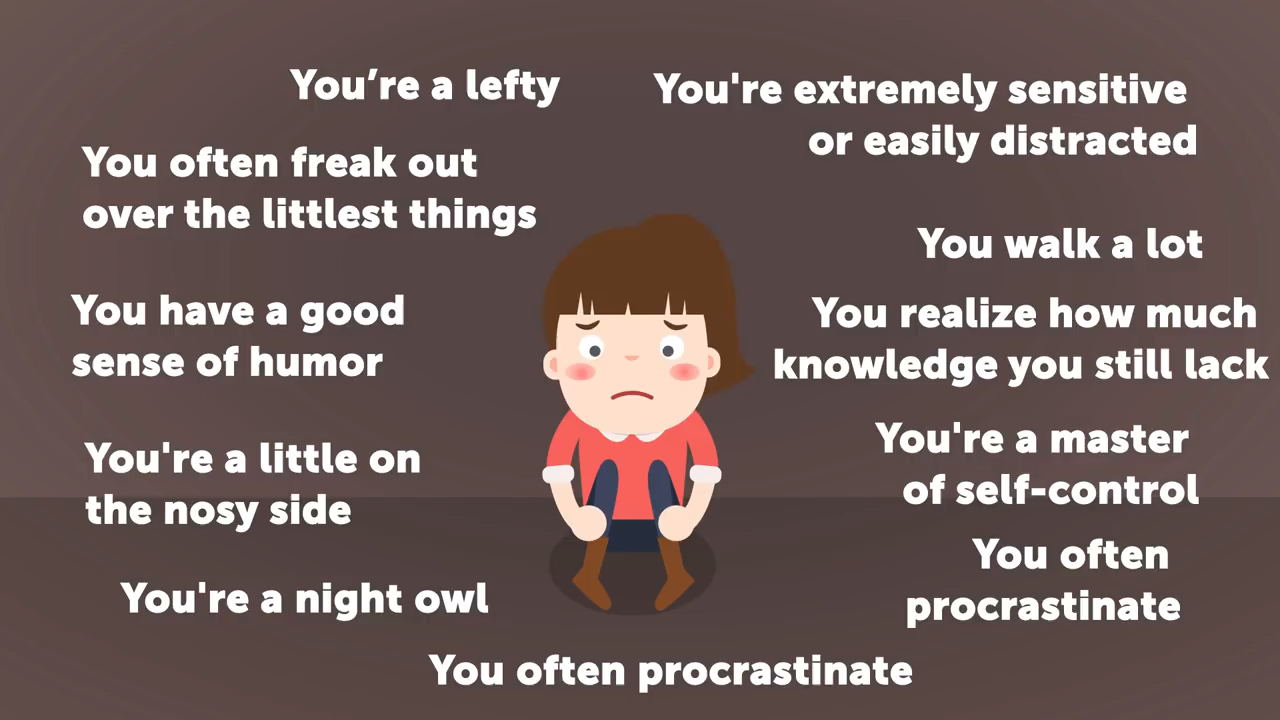 You’re a lefty
You often freak out
over the littlest things
You have a good
sense of humor
You're a little on
the nosy side
You're a night owl
You're extremely sensitive
or easily distracted
You walk a lot
You realize how much
knowledge you still lack
You're a master
of self-control
You often
procrastinate
You often procrastinate